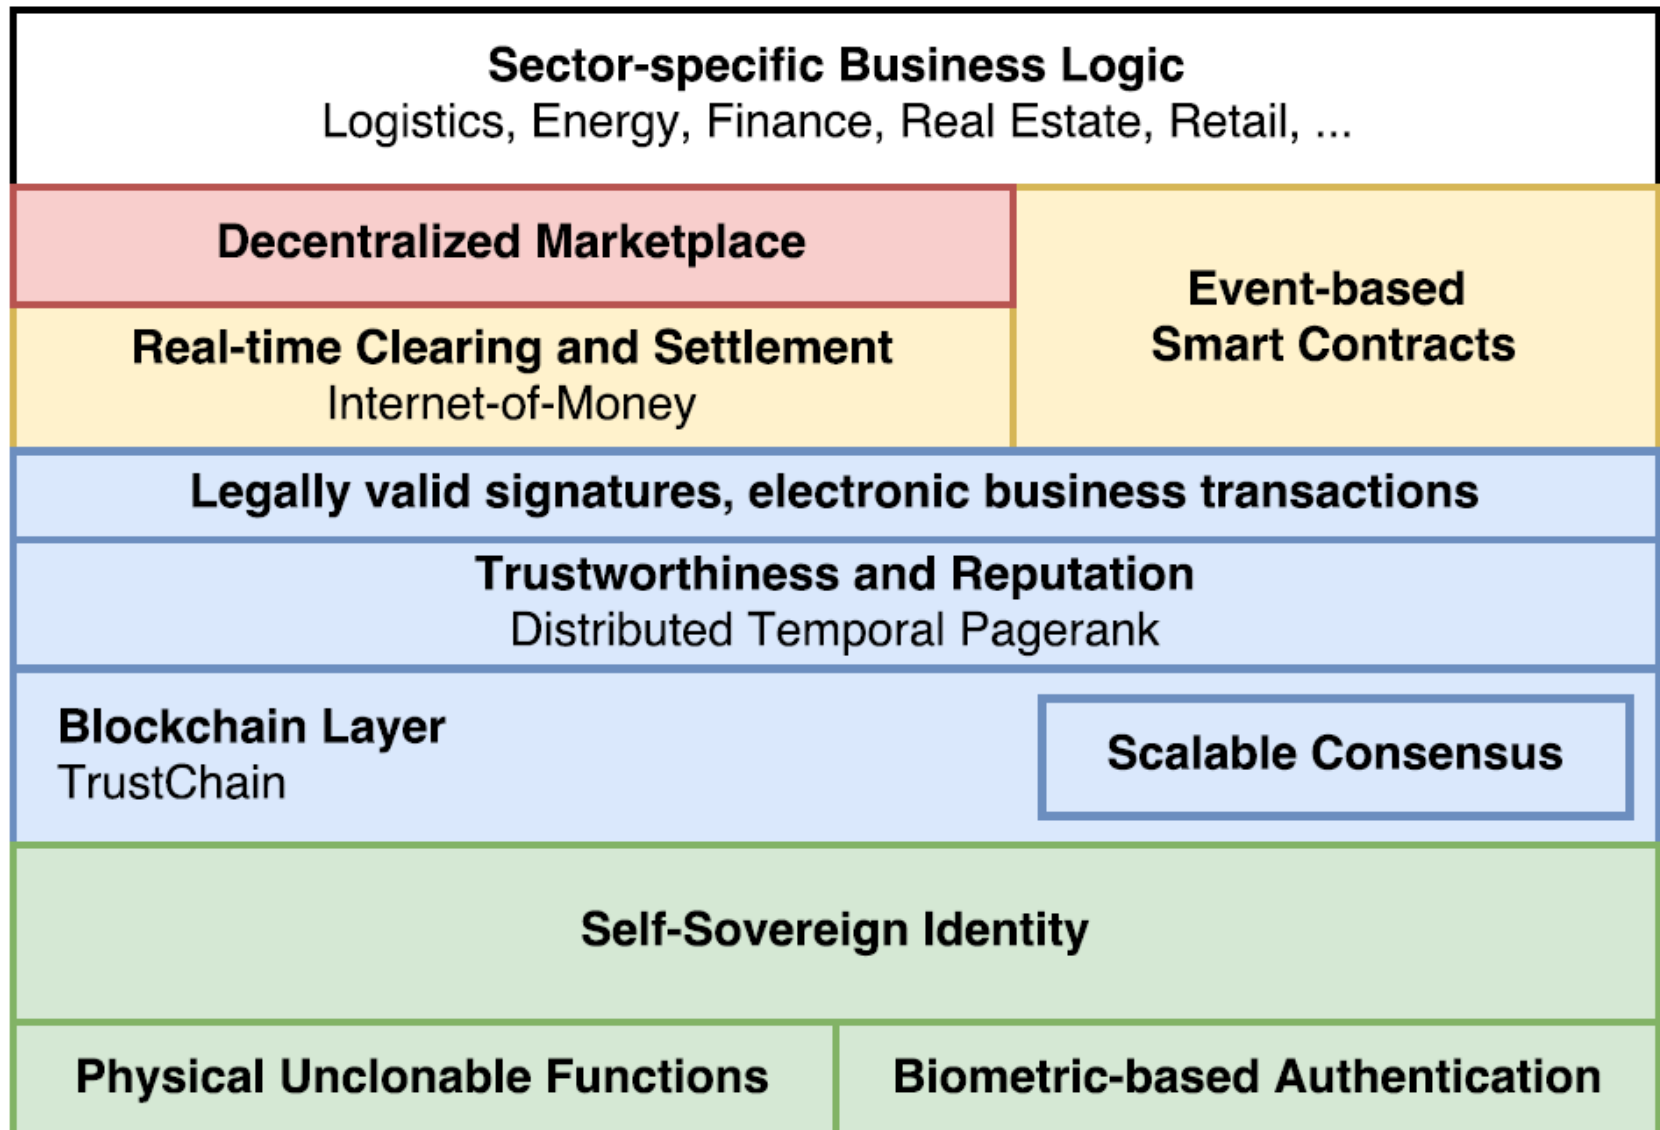 Sector-specific Business Logic
Logistics, Energy, Finance, Real Estate, Retail, ...
Decentralized Marketplace
Real-time Clearing and Settlement
Internet-of-Money
Event-based
Smart Contracts
Legally valid signatures, electronic business transactions
Trustworthiness and Reputation
Distributed Temporal Pagerank
Blockchain Layer
TrustChain
Scalable Consensus
Self-Sovereign Identity
Physical Unclonable Functions
Biometric-based Authentication